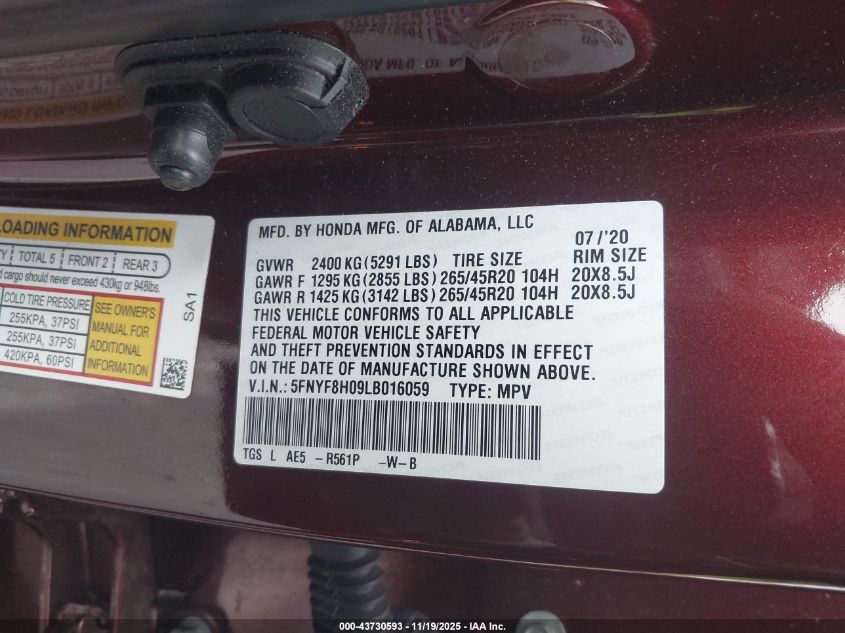 LOADING INFORMATION
TOTAL 5 FRONT 2 REAR 3
d cargo should never exceed 430kg or 948lbs.
COLD TIRE PRESSURE
255KPA, 37PSI
255KPA, 37PSI
420KPA, 60PSI
SEE OWNER'S
MANUAL FOR
ADDITIONAL
INFORMATION
SA1
MFD. BY HONDA MFG. OF ALABAMA, LLC
07/'20
GVWR 2400 KG (5291 LBS) TIRE SIZE RIM SIZE
GAWR F 1295 KG (2855 LBS) 265/45R20 104H 20X8.5J
GAWR R 1425 KG (3142 LBS) 265/45R20 104H 20X8.5J
THIS VEHICLE CONFORMS TO ALL APPLICABLE
FEDERAL MOTOR VEHICLE SAFETY
AND THEFT PREVENTION STANDARDS IN EFFECT
ON THE DATE OF MANUFACTURE SHOWN ABOVE.
V.I.N.: 5FNYF8H09LB016059 TYPE: MPV
TGS L AE5 -R561P -W-B
000-43730593 - 11/19/2025 - IAA Inc.